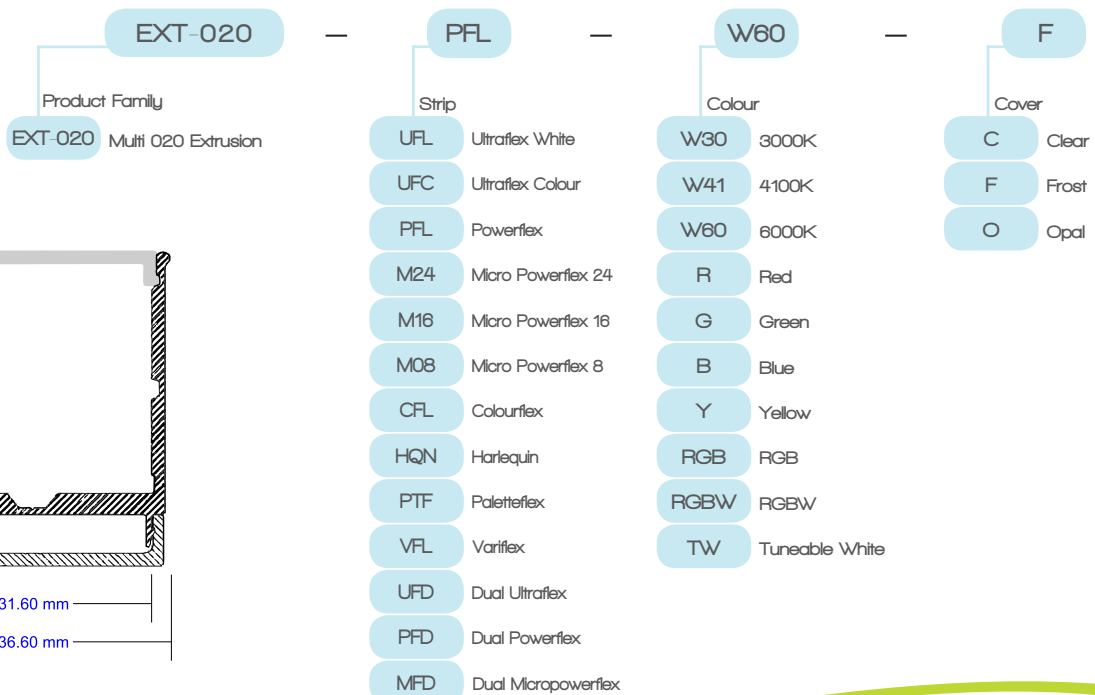 EXT-020 — PFL — W60 — F
Product Family
EXT-020 Multi 020 Extrusion
Strip
UFL Ultraflex White
UFC Ultraflex Colour
PFL Powerflex
M24 Micro Powerflex 24
M16 Micro Powerflex 16
M08 Micro Powerflex 8
CFL Colourflex
HQN Harlequin
PTF Paletteflex
VFL Variflex
UFD Dual Ultraflex
PFD Dual Powerflex
MFD Dual Micropowerflex
Colour
W30 3000K
W41 4100K
W60 6000K
R Red
G Green
B Blue
Y Yellow
RGB RGB
RGBW RGBW
TW Tuneable White
Cover
C Clear
F Frost
O Opal
31.60 mm
36.60 mm